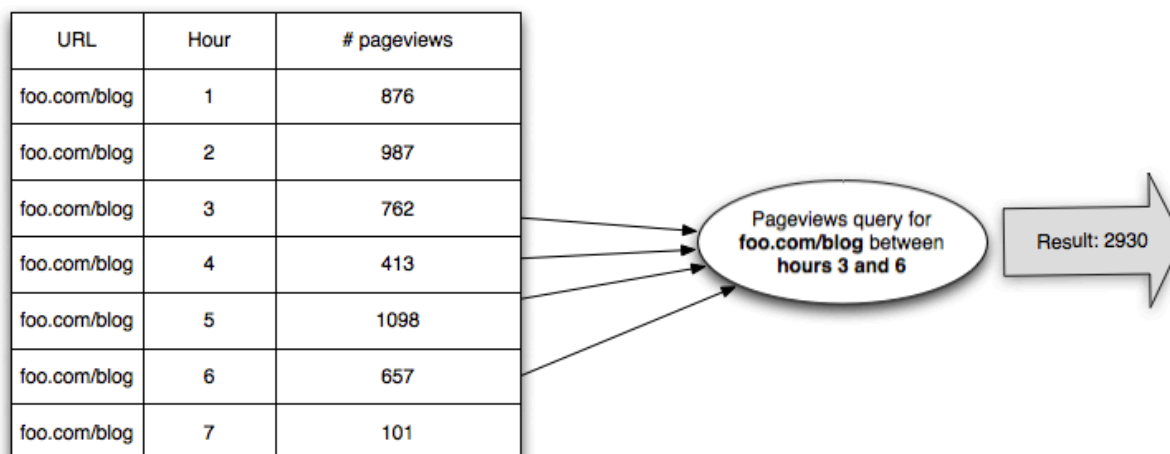 URL Hour # pageviews
foo.com/blog 1 876
foo.com/blog 2 987
foo.com/blog 3 762
foo.com/blog 4 413
foo.com/blog 5 1098
foo.com/blog 6 657
foo.com/blog 7 101
Pageviews query for
foo.com/blog between
hours 3 and 6
Result: 2930